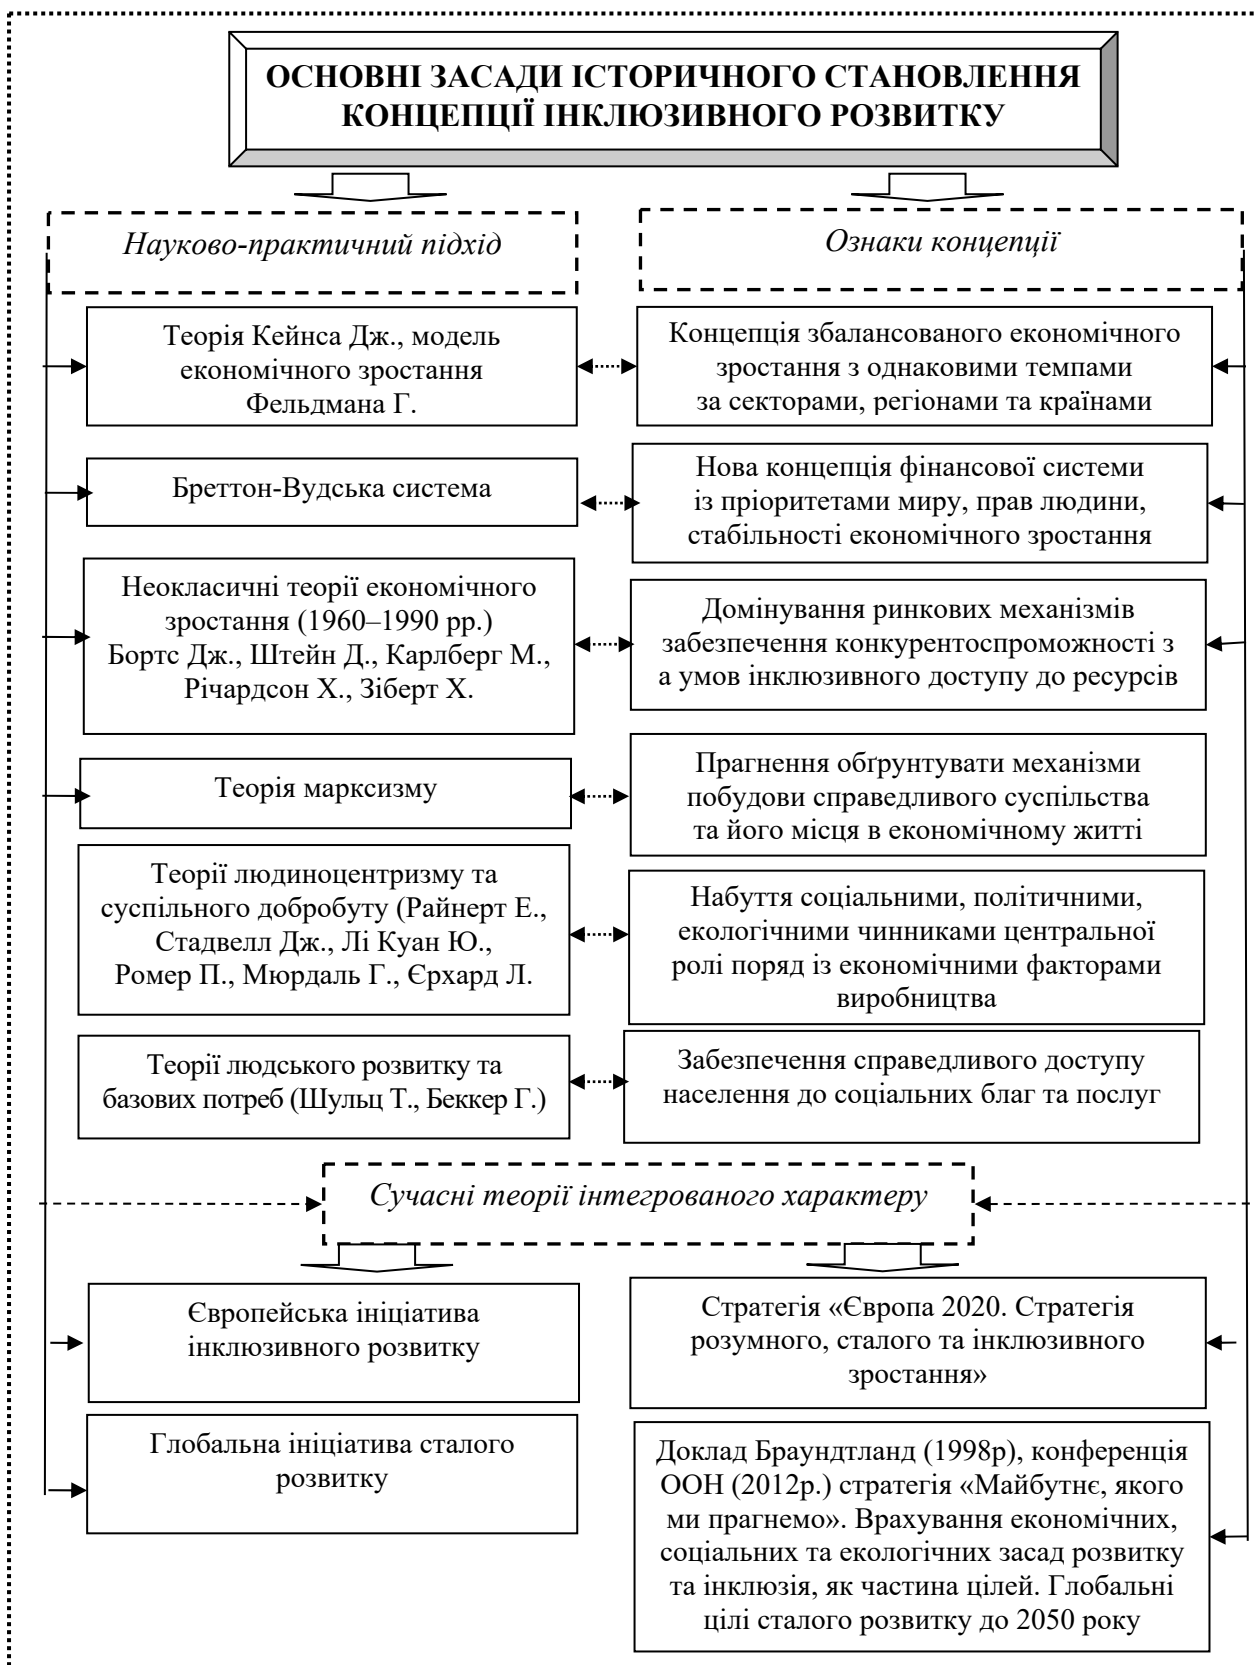 ОСНОВНІ ЗАСАДИ ІСТОРИЧНОГО СТАНОВЛЕННЯ
КОНЦЕПЦІЇ ІНКЛЮЗИВНОГО РОЗВИТКУ
Науково-практичний підхід
Ознаки концепції
Теорія Кейнса Дж., модель
економічного зростання
Фельдмана Г.
Концепція збалансованого економічного
зростання з однаковими темпами
за секторами, регіонами та країнами
Бреттон-Вудська система
Нова концепція фінансової системи
із пріоритетами миру, прав людини,
стабільності економічного зростання
Неокласичні теорії економічного
зростання (1960–1990 рр.)
Бортс Дж., Штейн Д., Карлберг М.,
Річардсон Х., Зіберт Х.
Домінування ринкових механізмів
забезпечення конкурентоспроможності з
а умов інклюзивного доступу до ресурсів
Теорія марксизму
Прагнення обґрунтувати механізми
побудови справедливого суспільства
та його місця в економічному житті
Теорії людиноцентризму та
суспільного добробуту (Райнерт Е.,
Стадвелл Дж., Лі Куан Ю.,
Ромер П., Мюрдаль Г., Єрхард Л.
Набуття соціальними, політичними,
екологічними чинниками центральної
ролі поряд із економічними факторами
виробництва
Теорії людського розвитку та
базових потреб (Шульц Т., Беккер Г.)
Забезпечення справедливого доступу
населення до соціальних благ та послуг
Сучасні теорії інтегрованого характеру
Європейська ініціатива
інклюзивного розвитку
Стратегія «Європа 2020. Стратегія
розумного, сталого та інклюзивного
зростання»
Глобальна ініціатива сталого
розвитку
Доклад Браундтланд (1998р), конференція
ООН (2012р.) стратегія «Майбутнє, якого
ми прагнемо». Врахування економічних,
соціальних та екологічних засад розвитку
та інклюзія, як частина цілей. Глобальні
цілі сталого розвитку до 2050 року